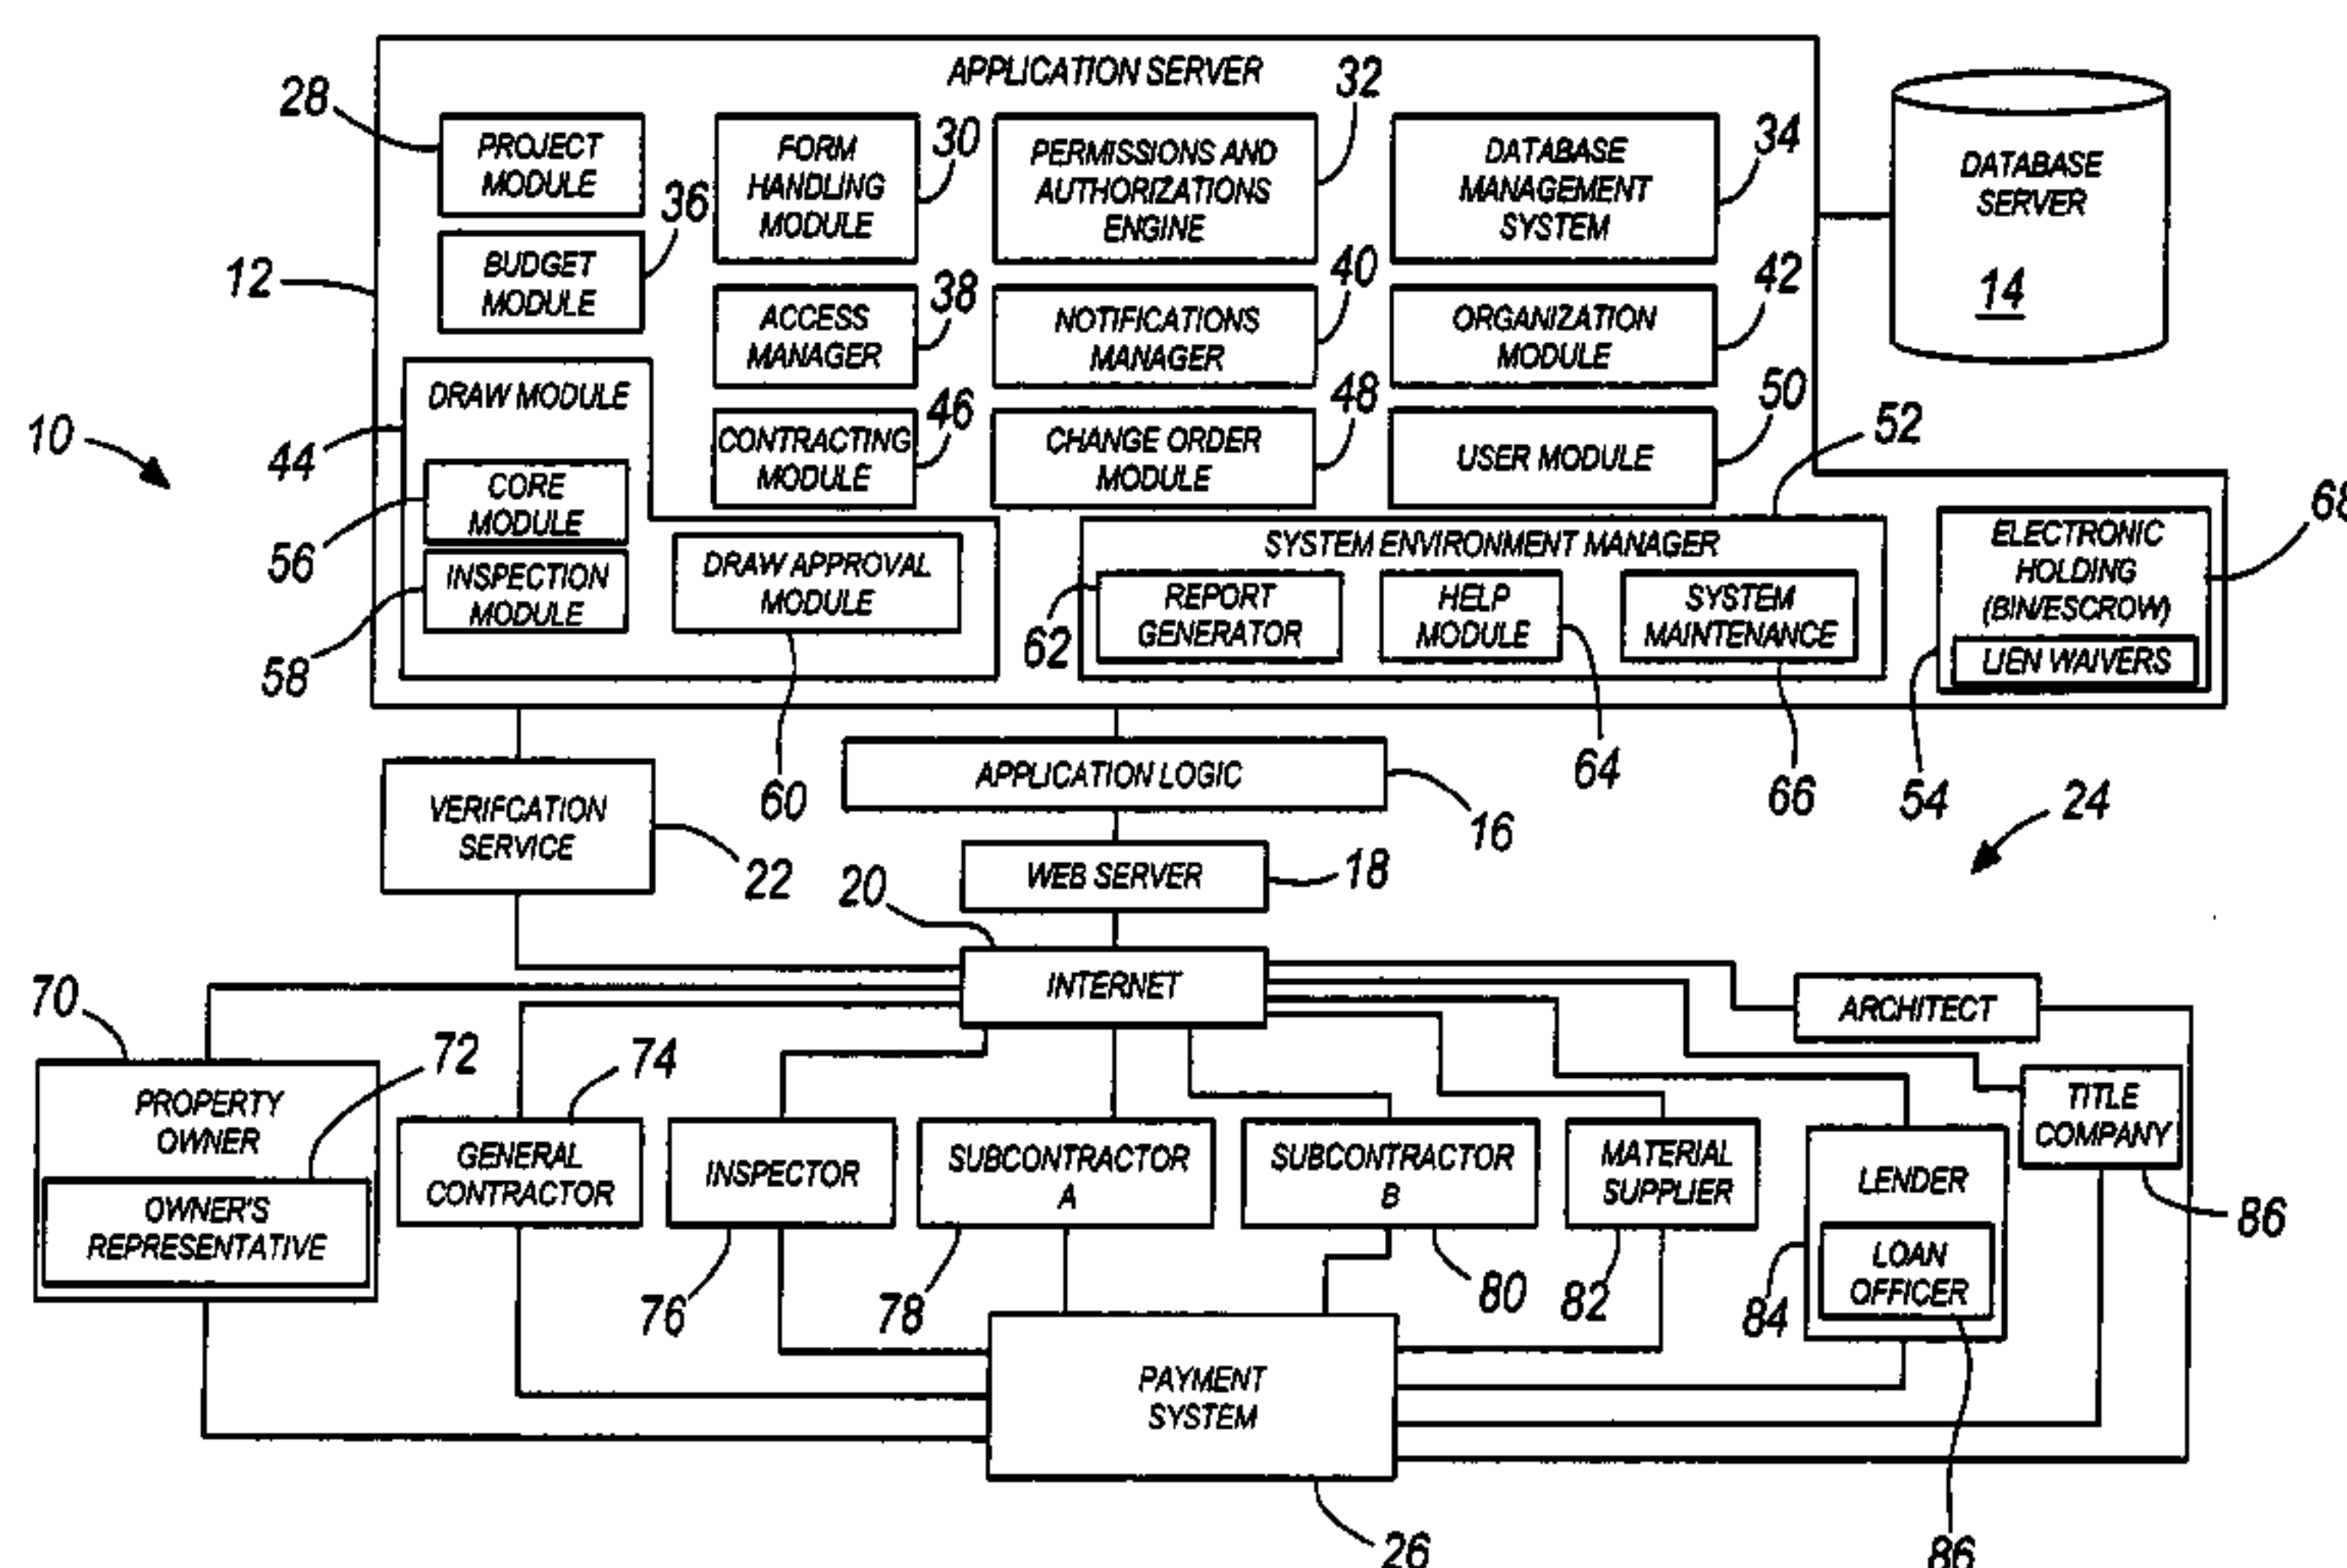 APPLICATION SERVER
28
PROJECT
MODULE
FORM
HANDLING
MODULE
30
PERMISSIONS AND
AUTHORIZATIONS
ENGINE
32
DATABASE
MANAGEMENT
SYSTEM
34
DATABASE
SERVER
14
12
BUDGET
MODULE
36
ACCESS
MANAGER
38
NOTIFICATIONS
MANAGER
40
ORGANIZATION
MODULE
42
10
44
DRAW MODULE
CONTRACTING
MODULE
46
CHANGE ORDER
MODULE
48
USER MODULE
50
52
56
CORE
MODULE
58
INSPECTION
MODULE
DRAW APPROVAL
MODULE
60
SYSTEM ENVIRONMENT MANAGER
62
REPORT
GENERATOR
HELP
MODULE
64
SYSTEM
MAINTENANCE
66
ELECTRONIC
HOLDING
(BIN/ESCROW)
LIEN WAIVERS
68
54
VERIFCATION
SERVICE
22
APPLICATION LOGIC
16
WEB SERVER
18
24
20
INTERNET
ARCHITECT
70
PROPERTY
OWNER
72
OWNER'S
REPRESENTATIVE
74
GENERAL
CONTRACTOR
INSPECTOR
76
SUBCONTRACTOR
A
78
SUBCONTRACTOR
B
80
MATERIAL
SUPPLIER
82
LENDER
84
LOAN
OFFICER
86
TITLE
COMPANY
86
PAYMENT
SYSTEM
26